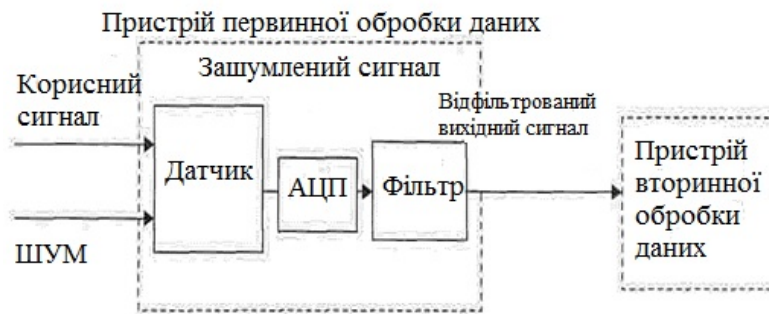 Пристрій первинної обробки даних
Зашумлений сигнал
Корисний
сигнал
Відфільтрований
вихідний сигнал
Датчик
АЦП
Фільтр
Пристрій
вторинної
обробки
даних
ШУМ